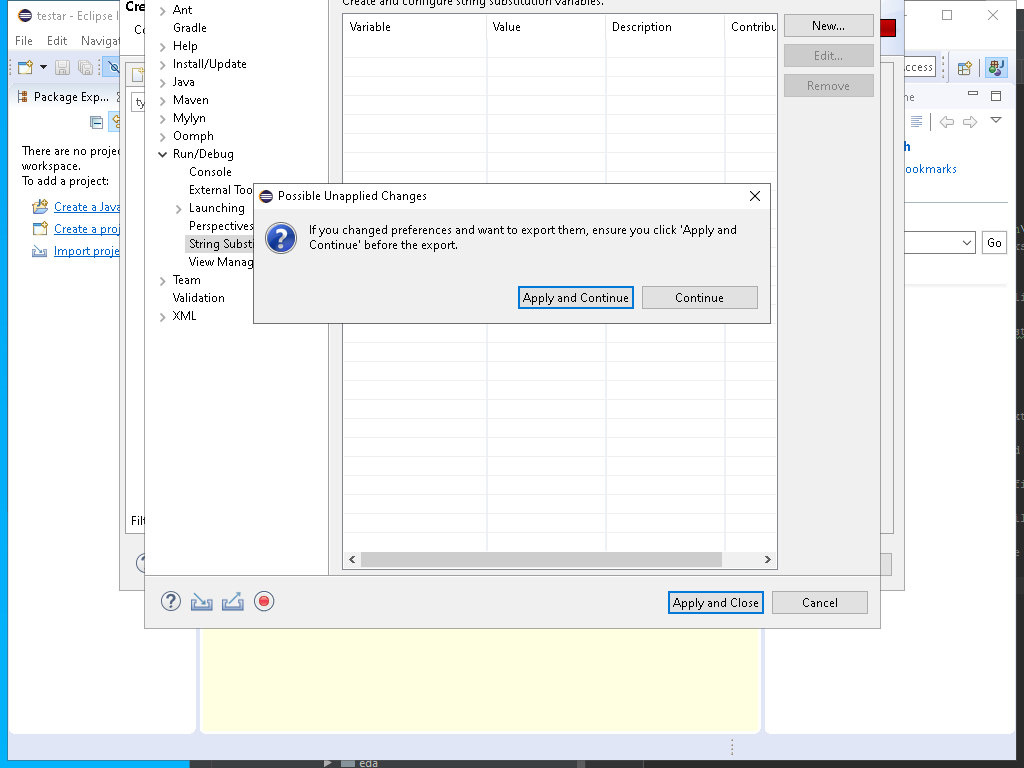 testar - Eclipse I
File Edit Navigat
Package Exp...
There are no projec
workspace.
To add a project:
Create a Java
Create a proj
Import proje
Cre
ty
Filt
Ant
Gradle
Help
Install/Update
Java
Maven
Mylyn
Oomph
Run/Debug
Console
External Too
Launching
Perspectives
String Subst
View Manag
Team
Validation
XML
Create and configure string substitution variables.
Variable Value Description Contribu
New...
Edit...
Remove
Possible Unapplied Changes
If you changed preferences and want to export them, ensure you click 'Apply and
Continue' before the export.
Apply and Continue Continue
Apply and Close Cancel
ccess
ne
h
ookmarks
Go
eda